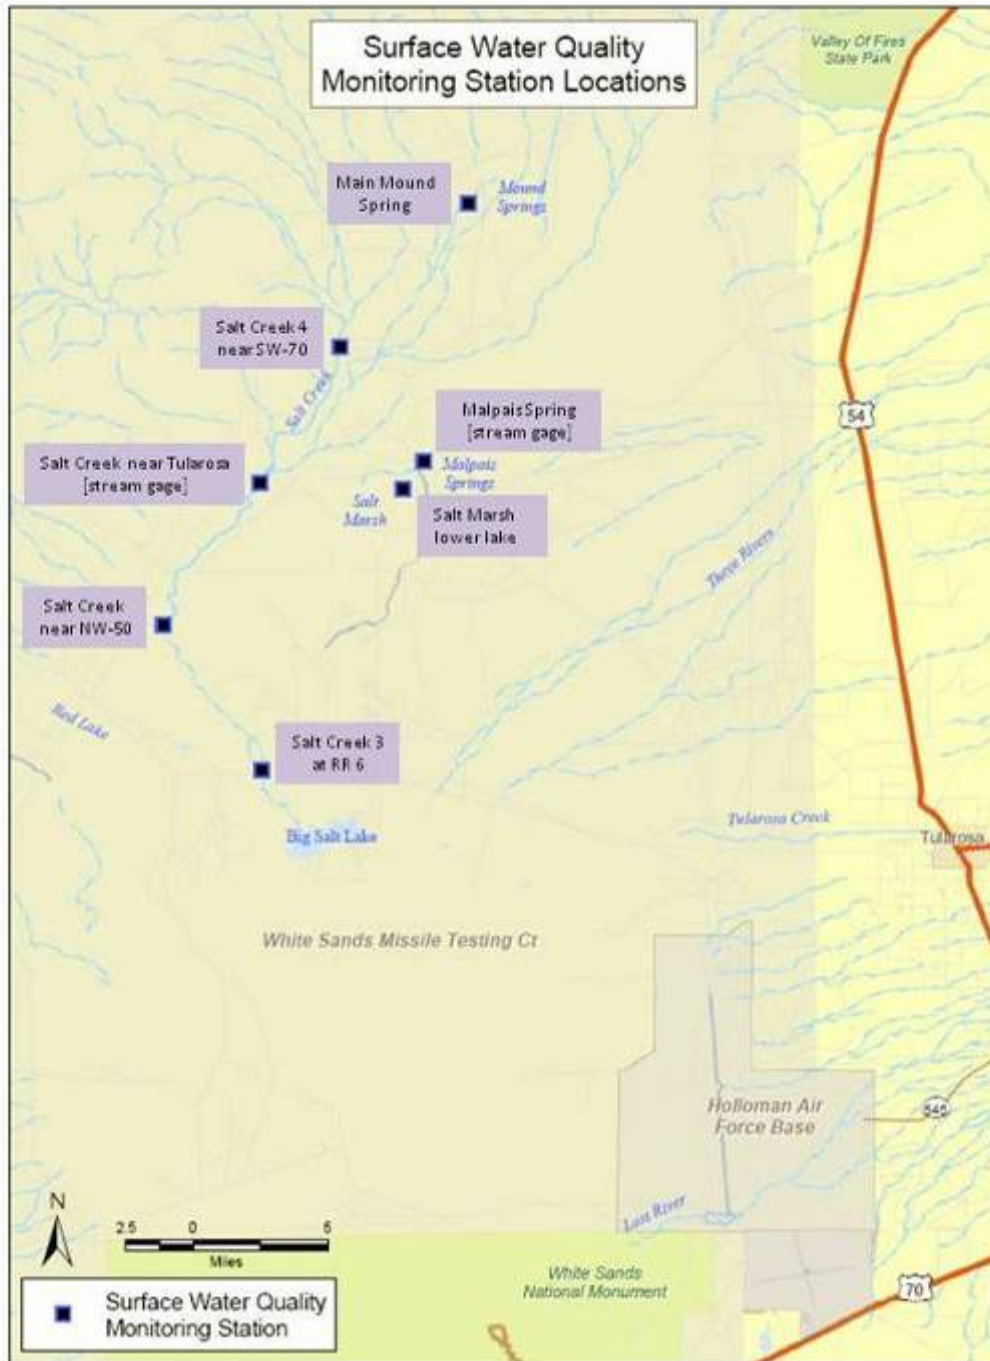 Surface Water Quality
Monitoring Station Locations
Valley Of Fires
State Park
Main Mound
Spring
Mound
Springs
Salt Creek 4
near SW-70
Salt Creek
Malpais Spring
[stream gage]
54
Salt Creek near Tularosa
[stream gage]
Malpais
Springs
Salt
Marsh
Salt Marsh
lower lake
Three Rivers
Salt Creek
near NW-50
Red Lake
Salt Creek 3
at RR 6
Big Salt Lake
Tularosa Creek
Tularosa
White Sands Missile Testing Ct
Holloman Air
Force Base
545
Lost River
N
2.5 0 5
Miles
White Sands
National Monument
70
Surface Water Quality
Monitoring Station